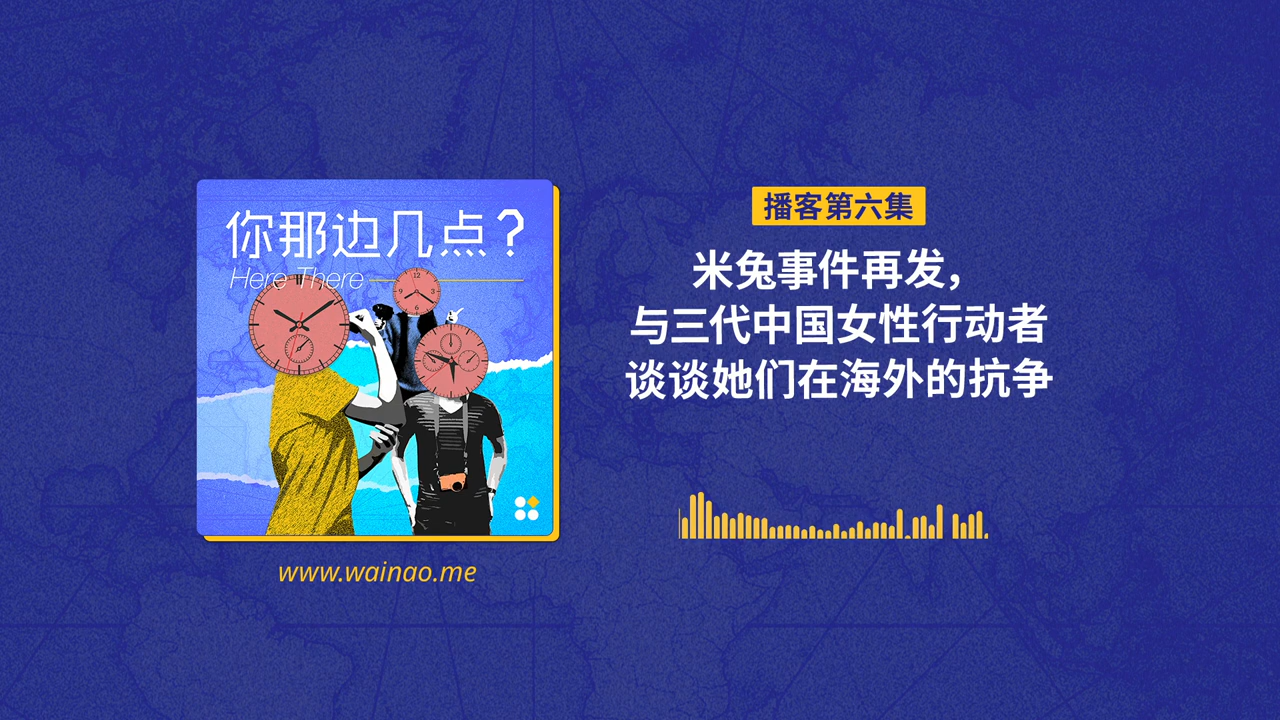 你那边几点？
Here There
www.wainao.me
播客第六集
米兔事件再发，
与三代中国女性行动者
谈谈她们在海外的抗争